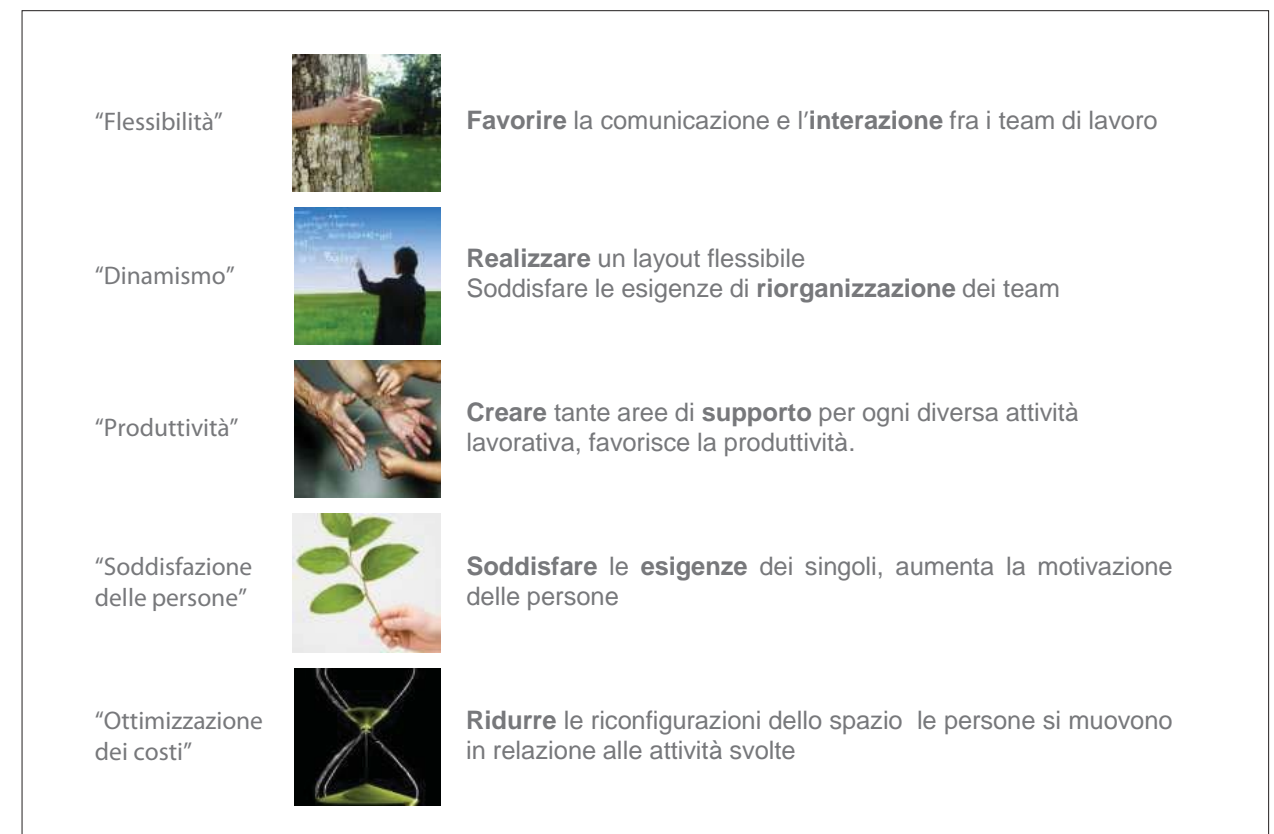 “Flessibilità”
Favorire la comunicazione e l’interazione fra i team di lavoro
“Dinamismo”
Realizzare un layout flessibile
Soddisfare le esigenze di riorganizzazione dei team
“Produttività”
Creare tante aree di supporto per ogni diversa attività
lavorativa, favorisce la produttività.
“Soddisfazione
delle persone”
Soddisfare le esigenze dei singoli, aumenta la motivazione
delle persone
“Ottimizzazione
dei costi”
Ridurre le riconfigurazioni dello spazio  le persone si muovono
in relazione alle attività svolte